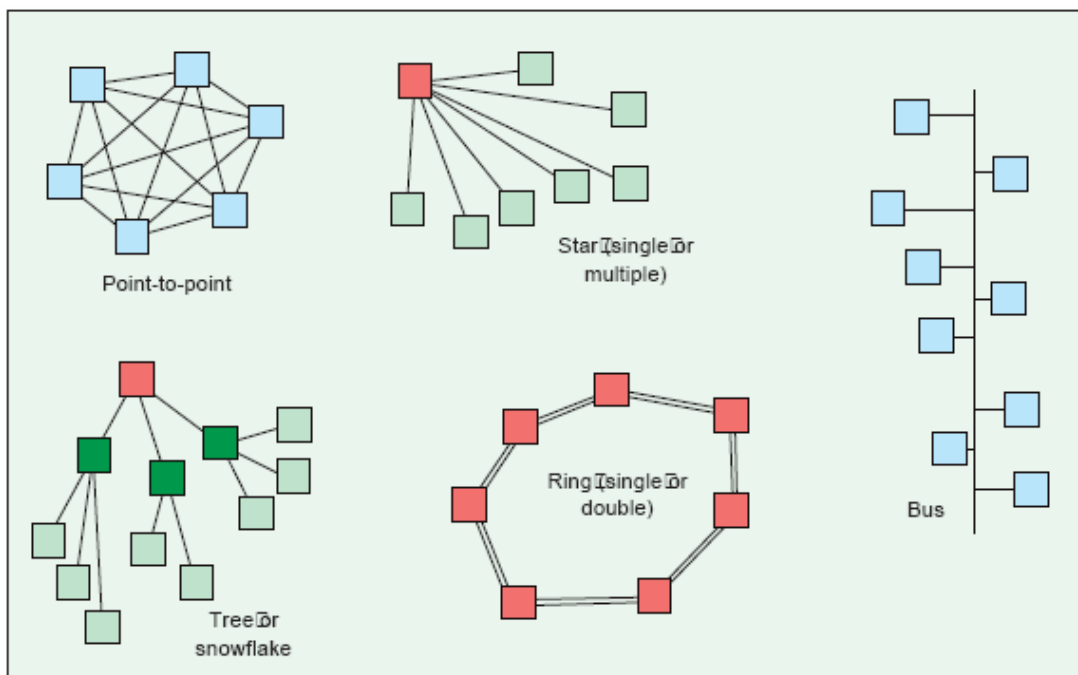 Point-to-point
Star (single or
multiple)
Tree or
snowflake
Ring (single or
double)
Bus